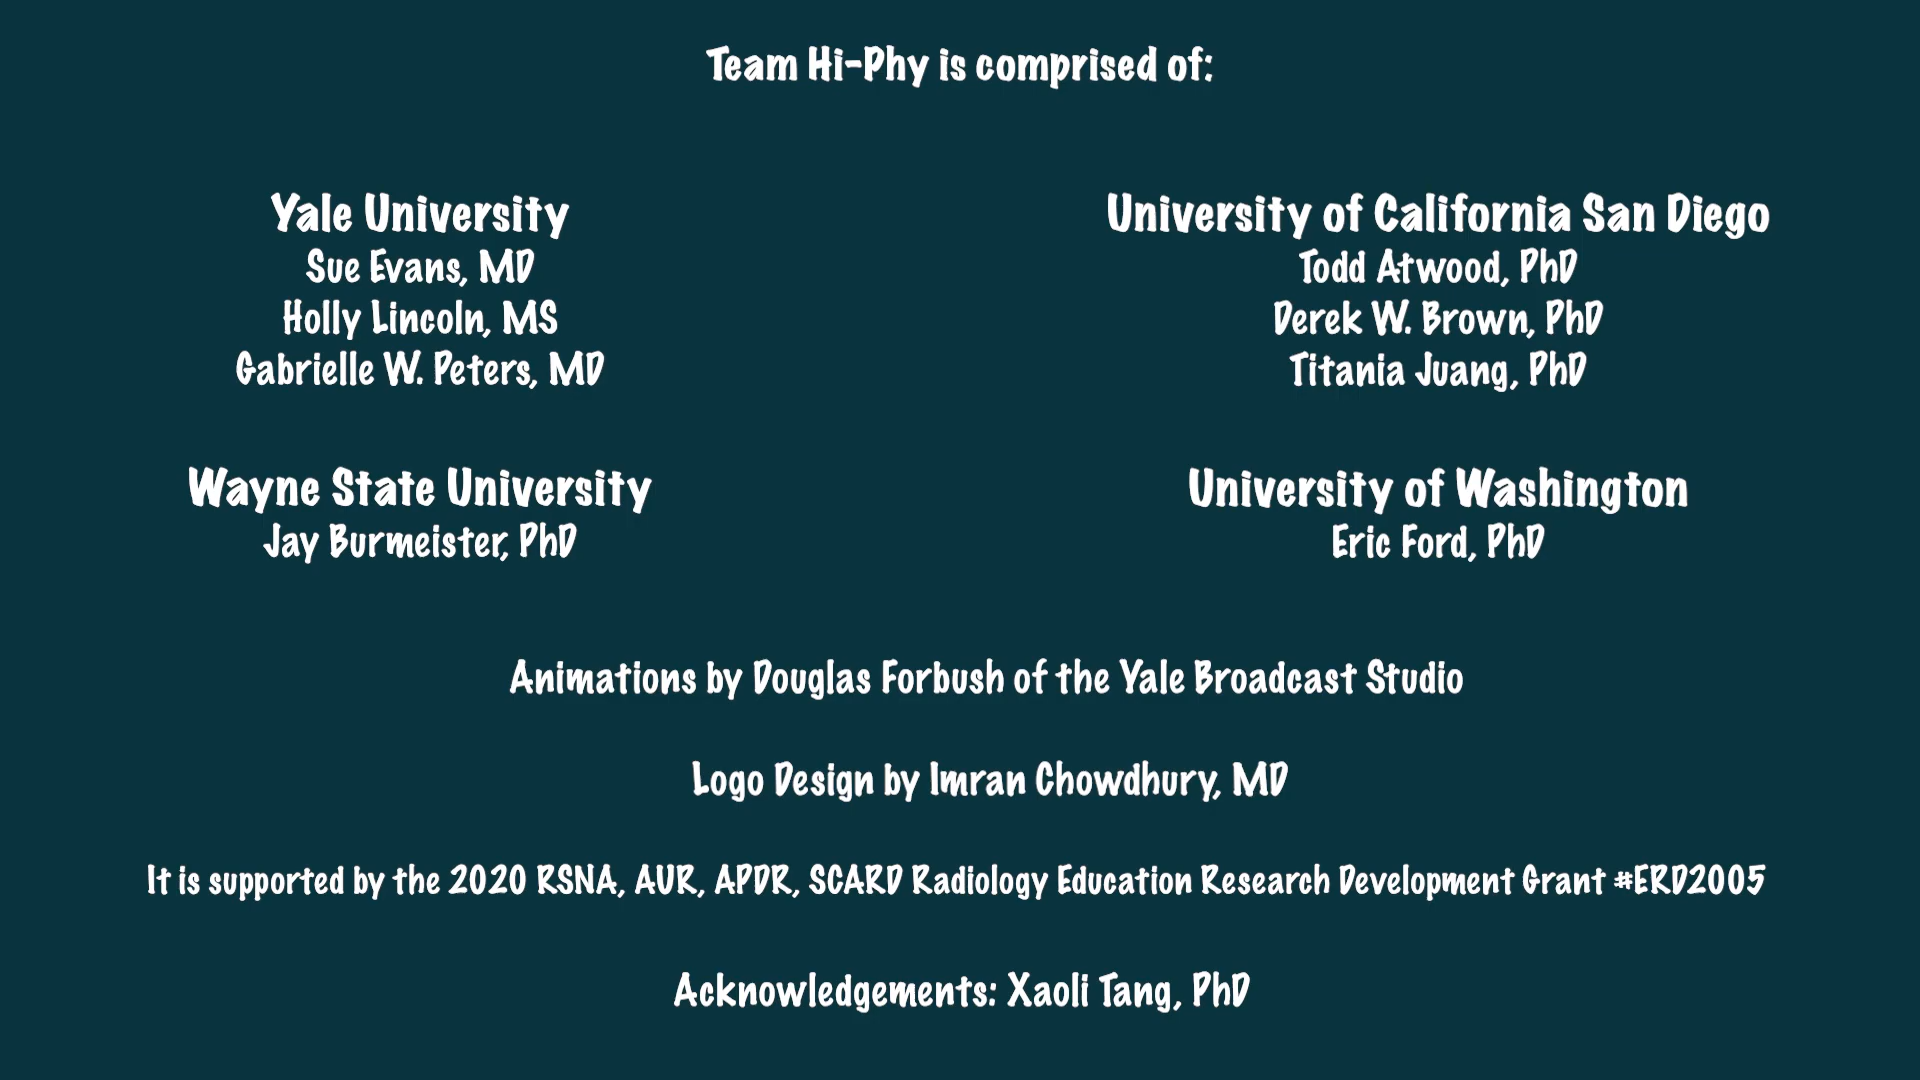 Team Hi-Phy is comprised of:
Yale University
Sue Evans, MD
Holly Lincoln, MS
Gabrielle W. Peters, MD
University of California San Diego
Todd Atwood, PhD
Derek W. Brown, PhD
Titania Juang, PhD
Wayne State University
Jay Burmeister, PhD
University of Washington
Eric Ford, PhD
Animations by Douglas Forbush of the Yale Broadcast Studio
Logo Design by Imran Chowdhury, MD
It is supported by the 2020 RSNA, AUR, APDR, SCARD Radiology Education Research Development Grant #ERD2005
Acknowledgements: Xaoli Tang, PhD